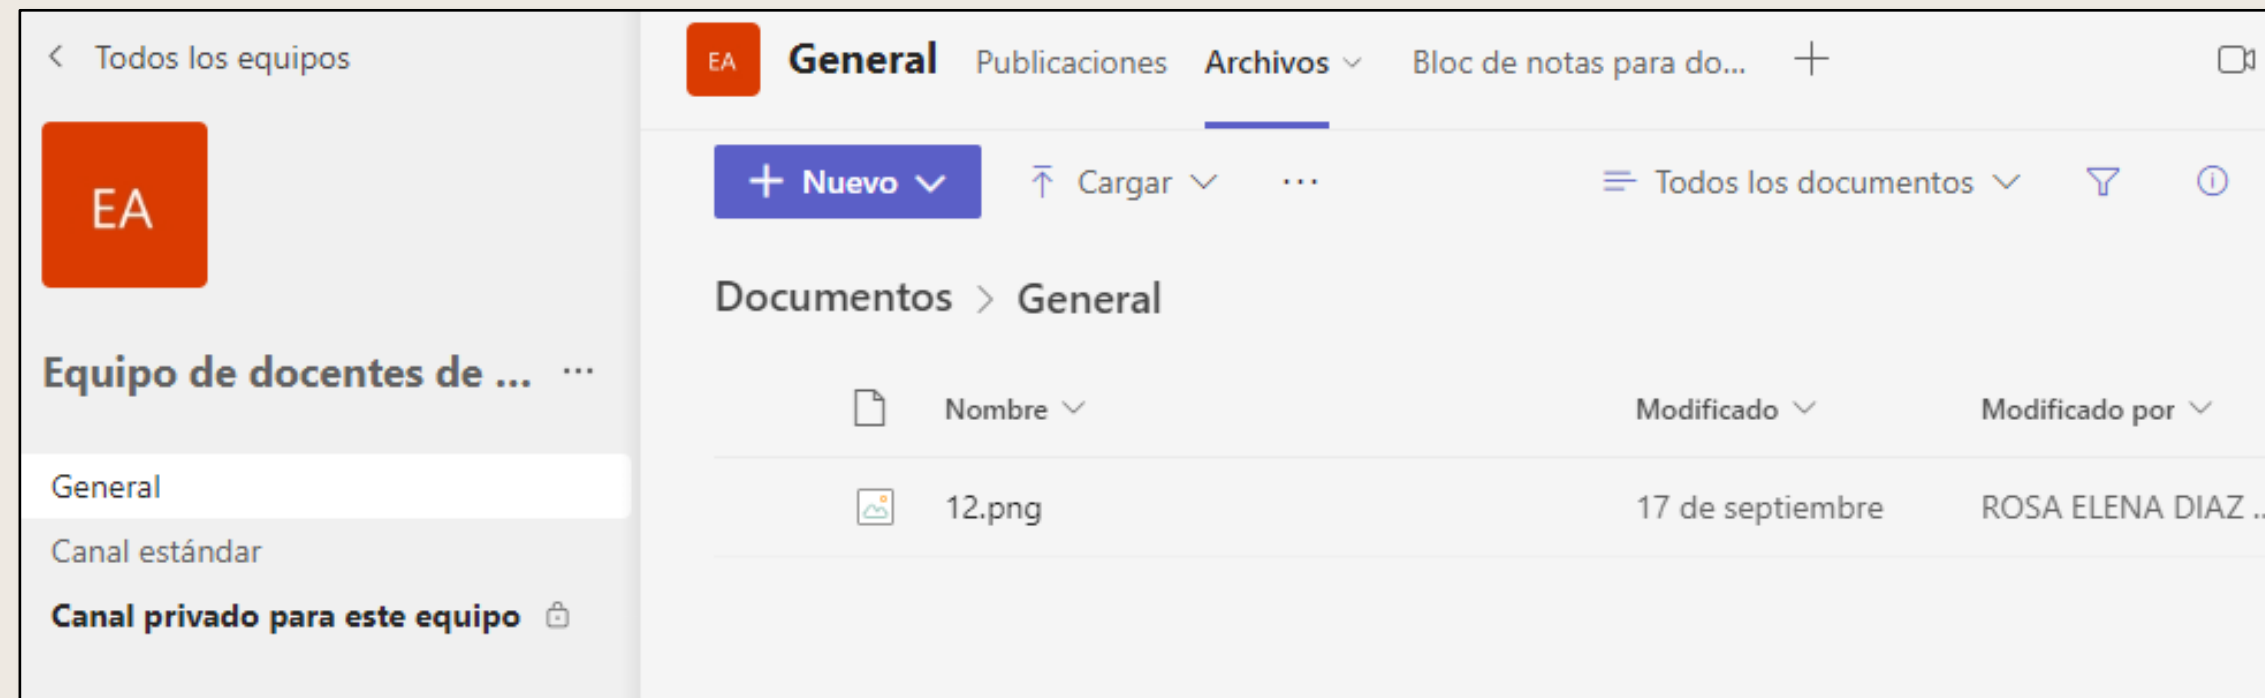 Todos los equipos
EA
Equipo de docentes de ... ...
General
Canal estándar
Canal privado para este equipo
EA General Publicaciones Archivos Bloc de notas para do... +
+ Nuevo Cargar ... Todos los documentos
Documentos > General
Nombre Modificado Modificado por
12.png 17 de septiembre ROSA ELENA DIAZ ..